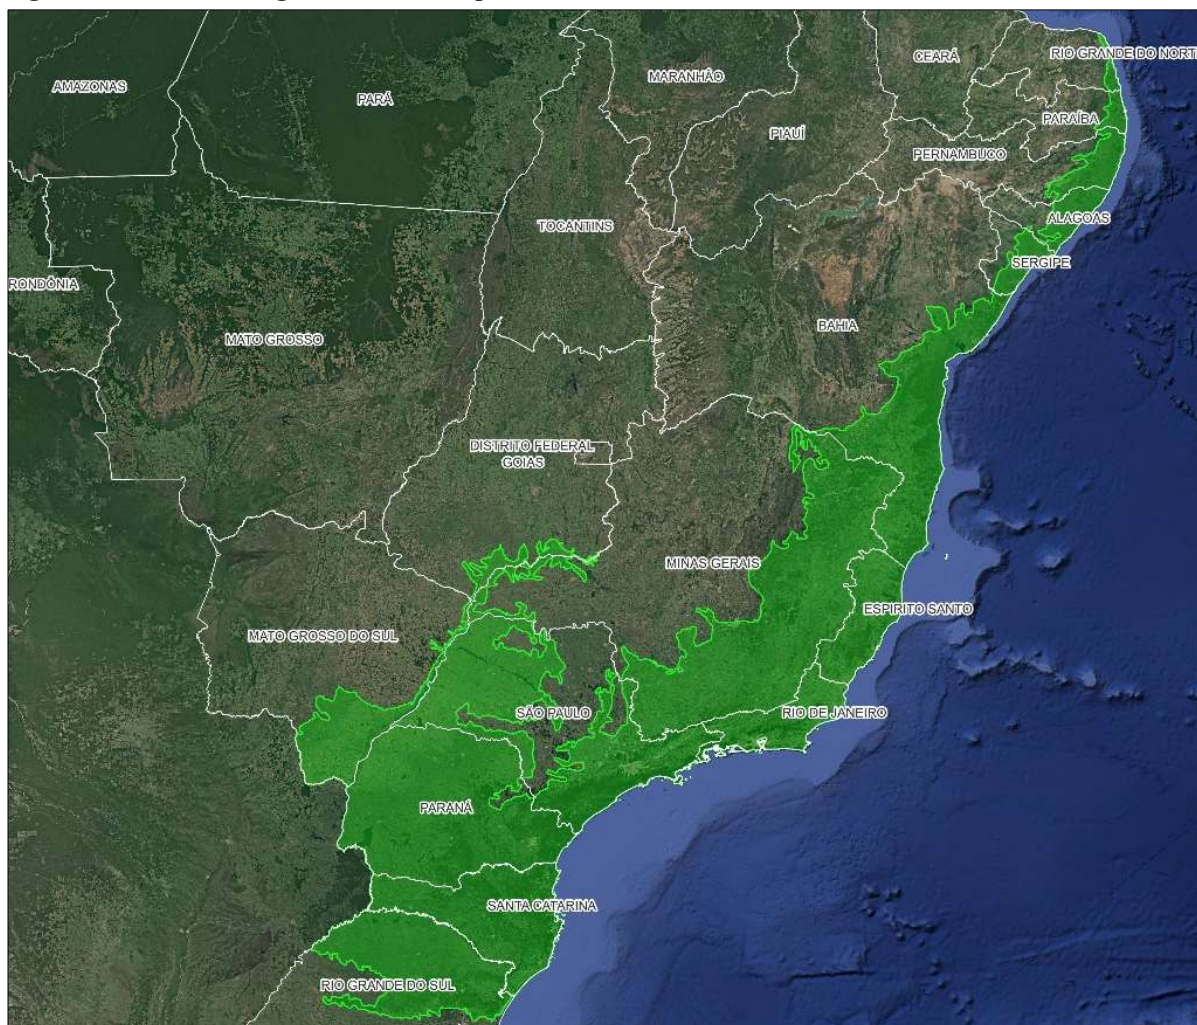 CEARÁ
RIO GRANDE DO NORTE
MARANHÃO
AMAZONAS
PARÁ
PARAÍBA
PIAUÍ
PERNAMBUCO
ALAGOAS
TOCANTINS
SERGIPE
RONDÔNIA
BAHIA
MATO GROSSO
DISTRITO FEDERAL
GOIAS
MINAS GERAIS
ESPIRITO SANTO
MATO GROSSO DO SUL
SÃO PAULO
RIO DE JANEIRO
PARANÁ
SANTA CATARINA
RIO GRANDE DO SUL